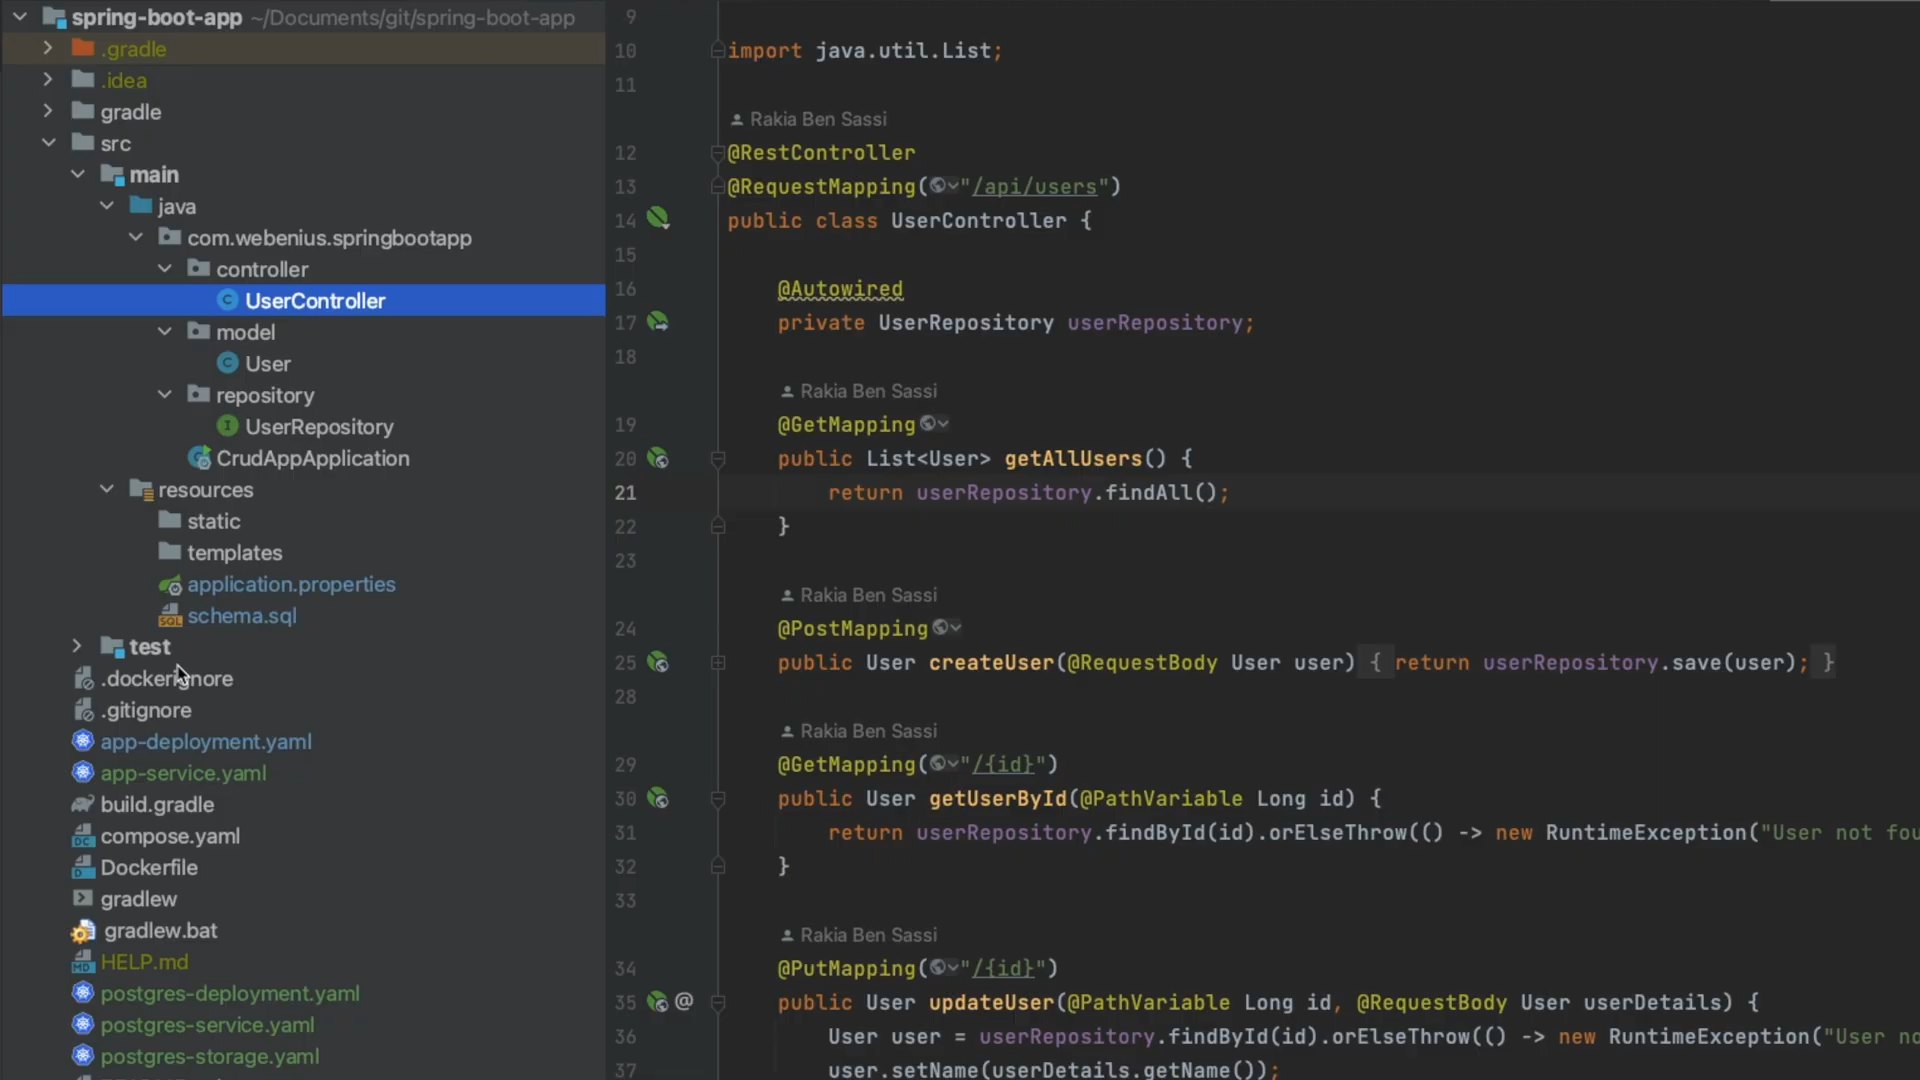 spring-boot-app ~/Documents/git/spring-boot-app
.gradle
.idea
gradle
src
main
java
com.webenius.springbootapp
controller
UserController
model
User
repository
UserRepository
CrudAppApplication
resources
static
templates
application.properties
schema.sql
test
.dockerignore
.gitignore
app-deployment.yaml
app-service.yaml
build.gradle
compose.yaml
Dockerfile
gradlew
gradlew.bat
HELP.md
postgres-deployment.yaml
postgres-service.yaml
postgres-storage.yaml
9
10 import java.util.List;
11
Rakia Ben Sassi
12 @RestController
13 @RequestMapping("/api/users")
14 public class UserController {
15
16 @Autowired
17 private UserRepository userRepository;
18
Rakia Ben Sassi
19 @GetMapping
20 public List<User> getAllUsers() {
21 return userRepository.findAll();
22 }
23
Rakia Ben Sassi
24 @PostMapping
25 public User createUser(@RequestBody User user) { return userRepository.save(user); }
28
Rakia Ben Sassi
29 @GetMapping("/{id}")
30 public User getUserById(@PathVariable Long id) {
31 return userRepository.findById(id).orElseThrow(() -> new RuntimeException("User not fou
32 }
33
Rakia Ben Sassi
34 @PutMapping("/{id}")
35 @ public User updateUser(@PathVariable Long id, @RequestBody User userDetails) {
36 User user = userRepository.findById(id).orElseThrow(() -> new RuntimeException("User no
37 user.setName(userDetails.getName());